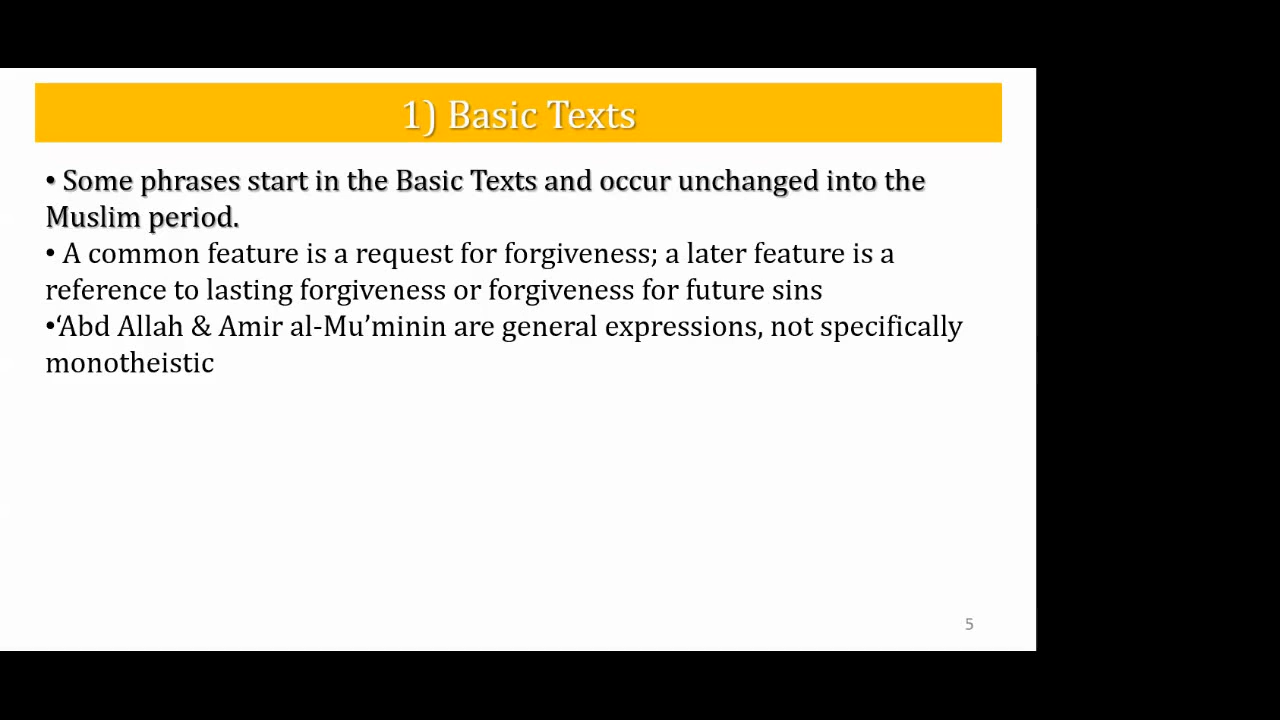 1) Basic Texts
• Some phrases start in the Basic Texts and occur unchanged into the
Muslim period.
• A common feature is a request for forgiveness; a later feature is a
reference to lasting forgiveness or forgiveness for future sins
•‘Abd Allah & Amir al-Mu’minin are general expressions, not specifically
monotheistic
5